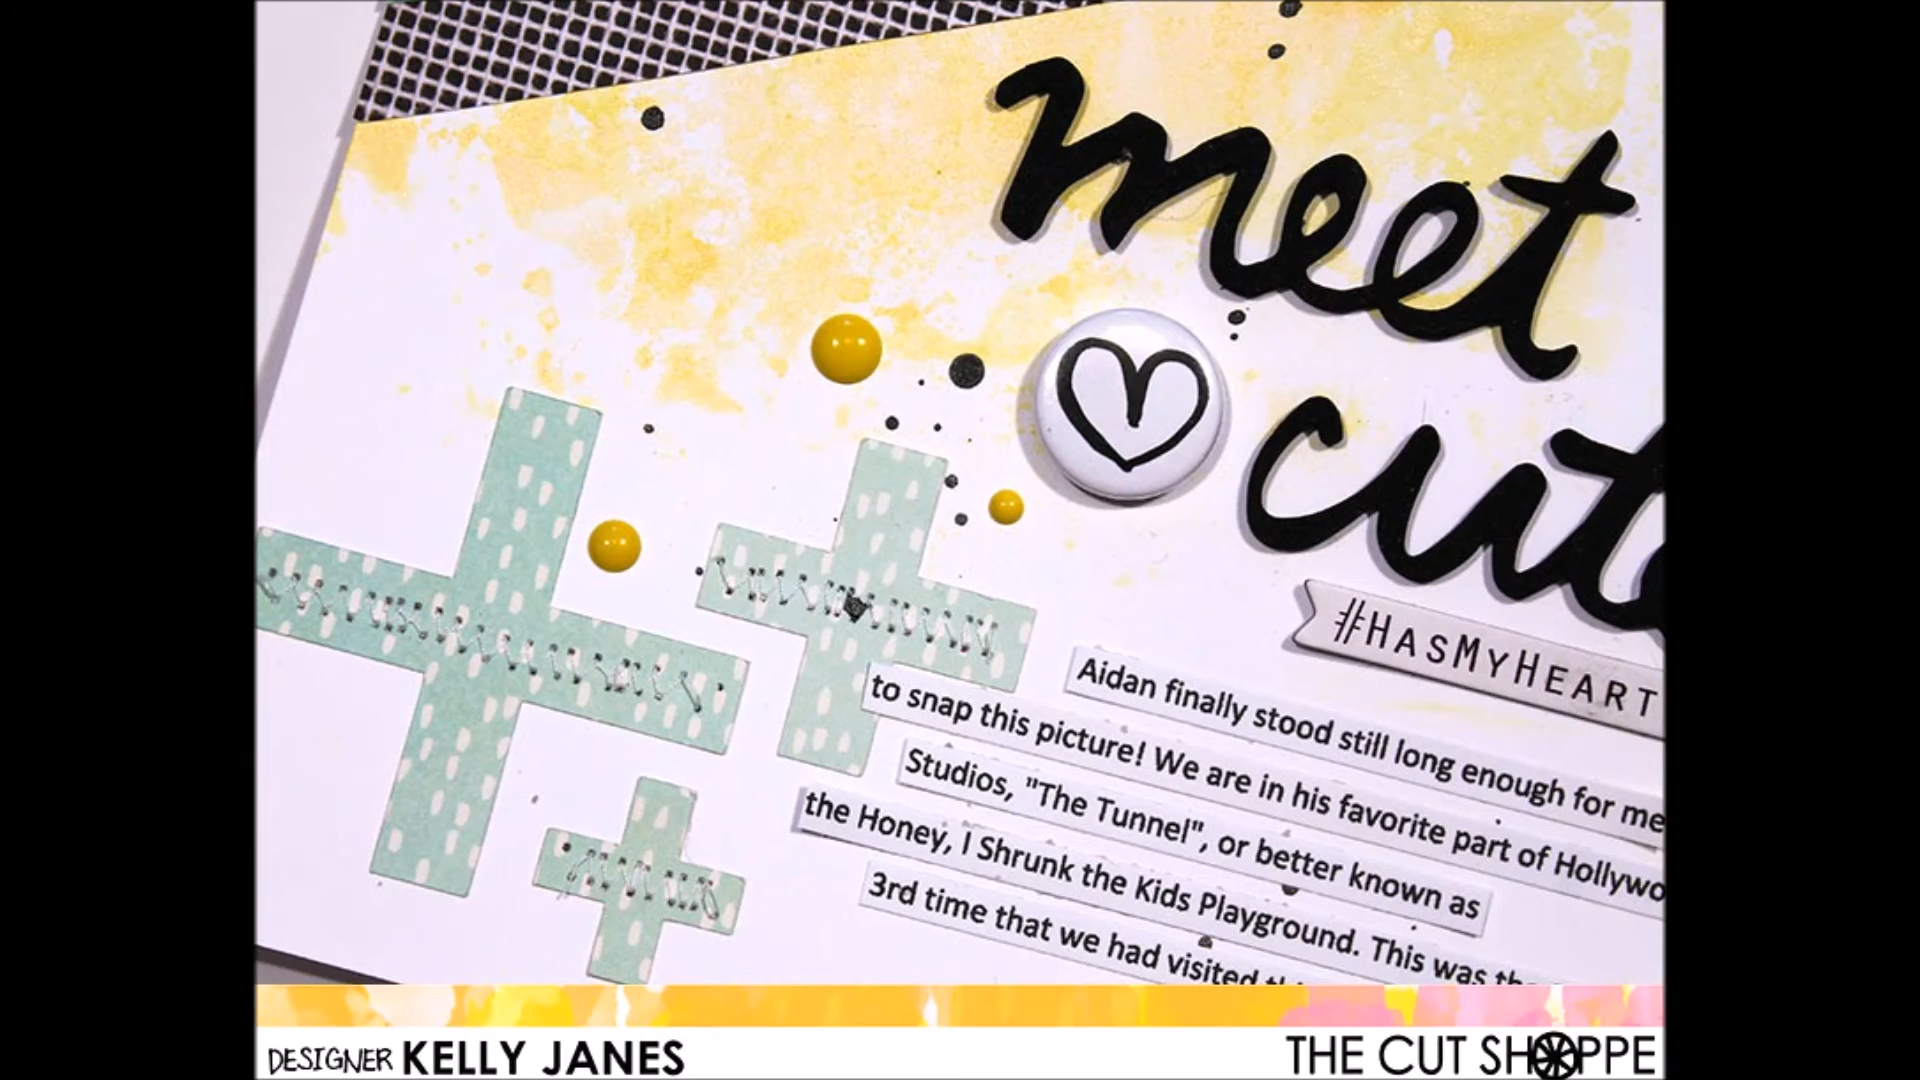 meet
cute
#HASMYHEART
Aidan finally stood still long enough for me
to snap this picture! We are in his favorite part of Hollywo
Studios, "The Tunnel", or better known as
the Honey, I Shrunk the Kids Playground. This was the
3rd time that we had visited
DESIGNER KELLY JANES
THE CUT SHOPPE